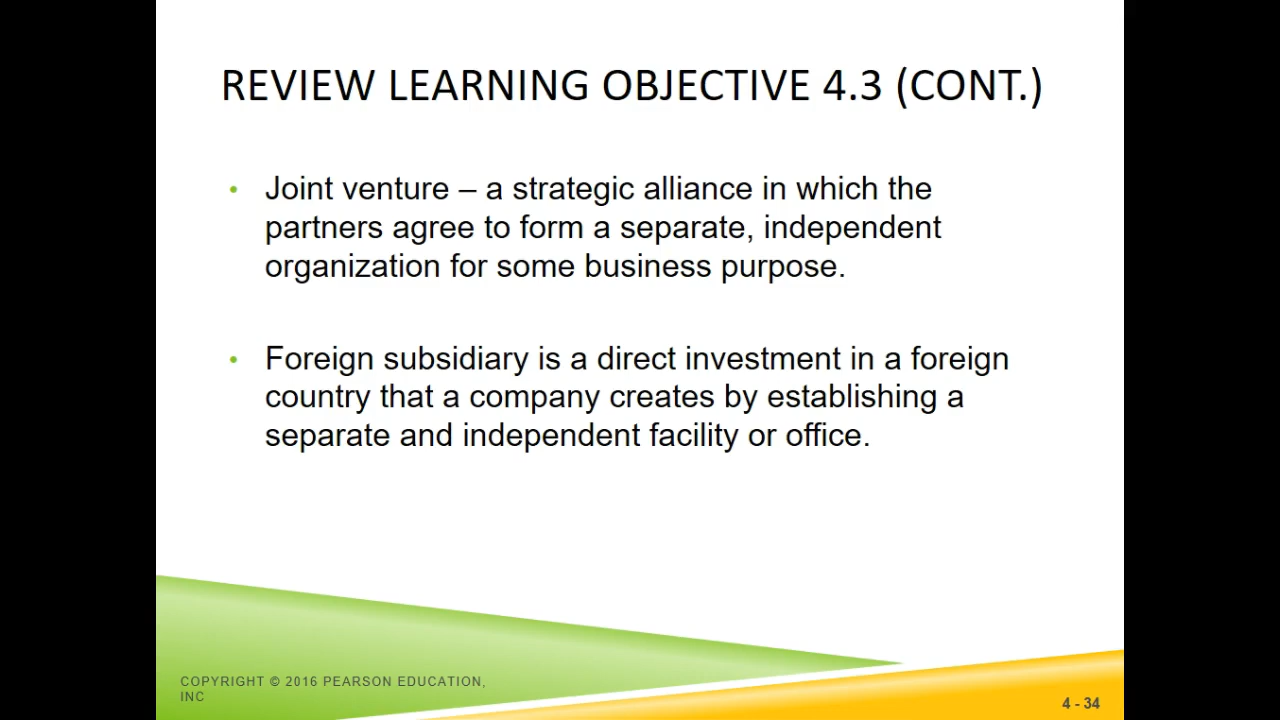 REVIEW LEARNING OBJECTIVE 4.3 (CONT.)
• Joint venture – a strategic alliance in which the
partners agree to form a separate, independent
organization for some business purpose.
• Foreign subsidiary is a direct investment in a foreign
country that a company creates by establishing a
separate and independent facility or office.
COPYRIGHT © 2016 PEARSON EDUCATION,
INC
4 - 34